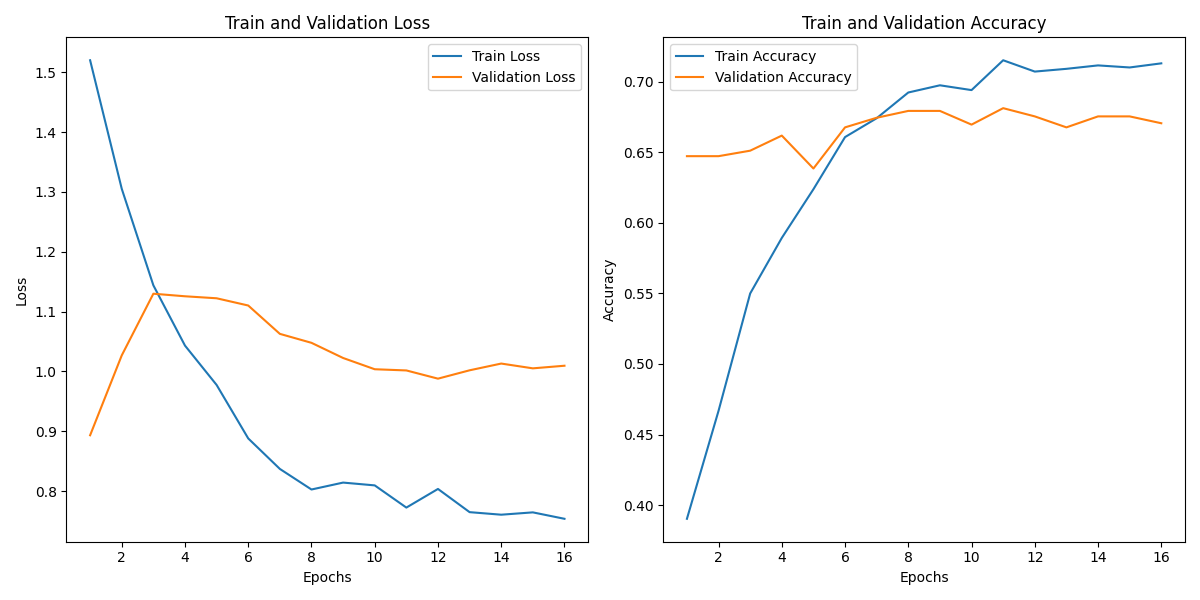 Train and Validation Loss
Train Loss
Validation Loss
1.5
1.4
1.3
1.2
1.1
1.0
0.9
0.8
Loss
2 4 6 8 10 12 14 16
Epochs
Train and Validation Accuracy
Train Accuracy
Validation Accuracy
0.70
0.65
0.60
0.55
0.50
0.45
0.40
Accuracy
2 4 6 8 10 12 14 16
Epochs